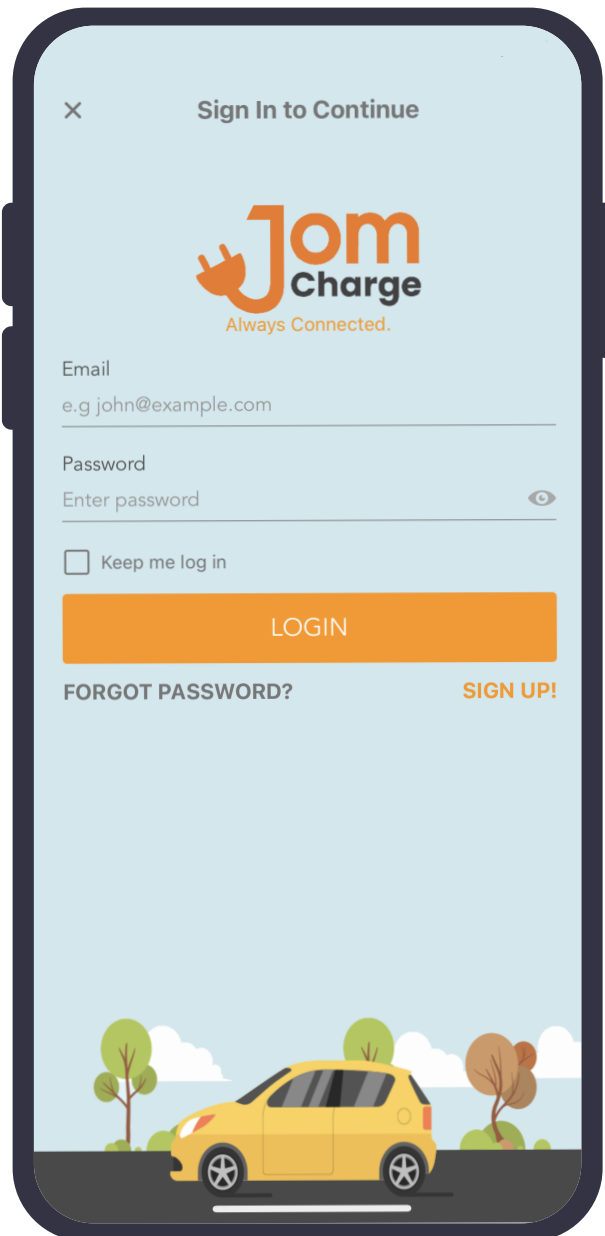 Sign In to Continue
Jom
Charge
Always Connected.
Email
e.g john@example.com
Password
Enter password
Keep me log in
LOGIN
FORGOT PASSWORD? SIGN UP!